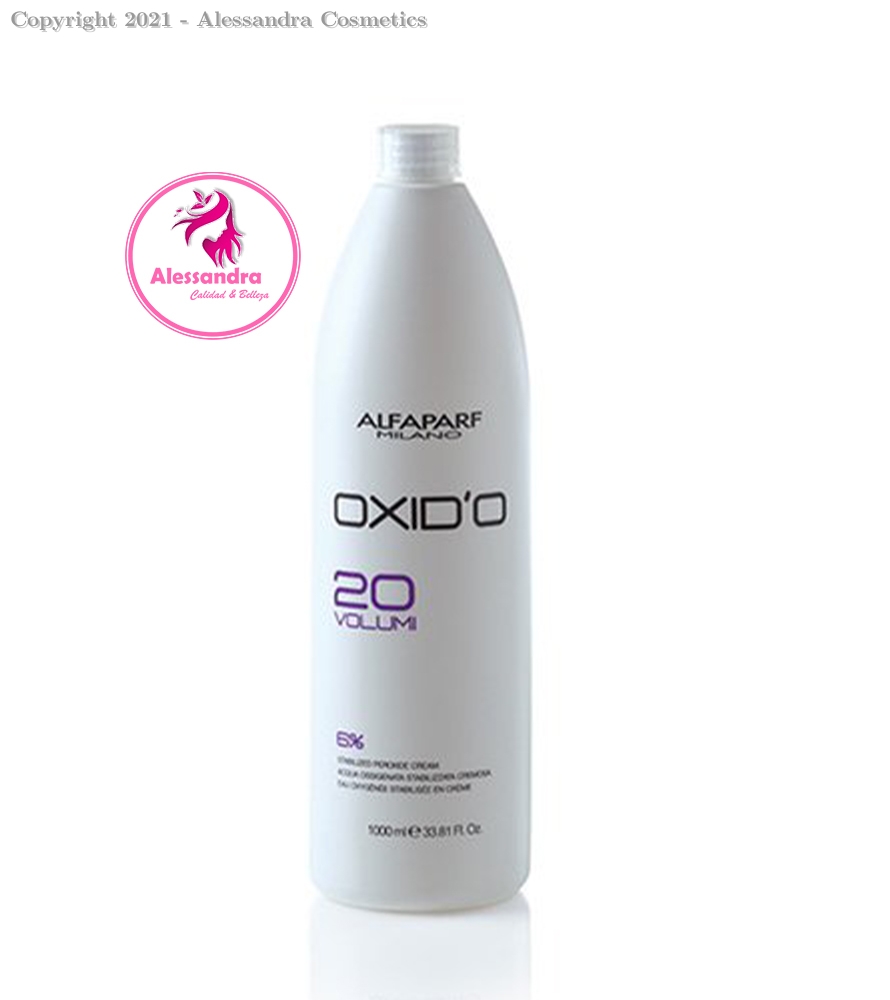 Copyright 2021 - Alessandra Cosmetics
Alessandra
Calidad & Belleza
ALFAPARF
MILANO
OXID'O
20
VOLUMI
6%
STABILIZED PEROXIDE CREAM
ACQUA OSSIGENATA STABILIZZATA CREMOSA
EAU OXYGÉNÉE STABILISÉE EN CRÈME
1000 ml ℮ 33.81 Fl. Oz.